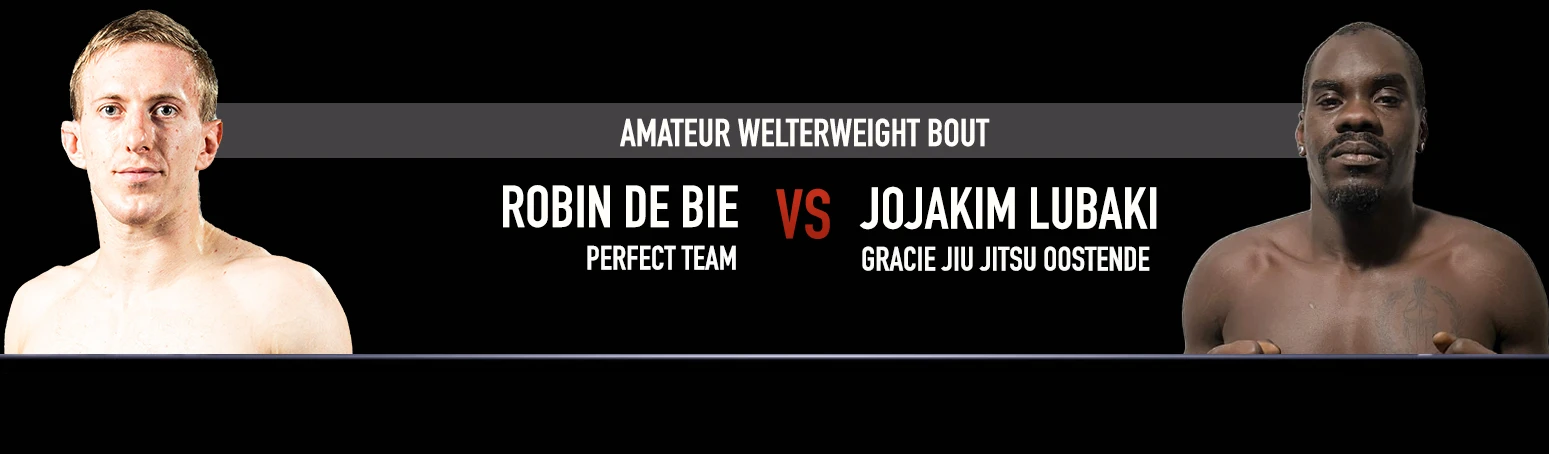 AMATEUR WELTERWEIGHT BOUT
ROBIN DE BIE VS JOJAKIM LUBAKI
PERFECT TEAM GRACIE JIU JITSU OOSTENDE